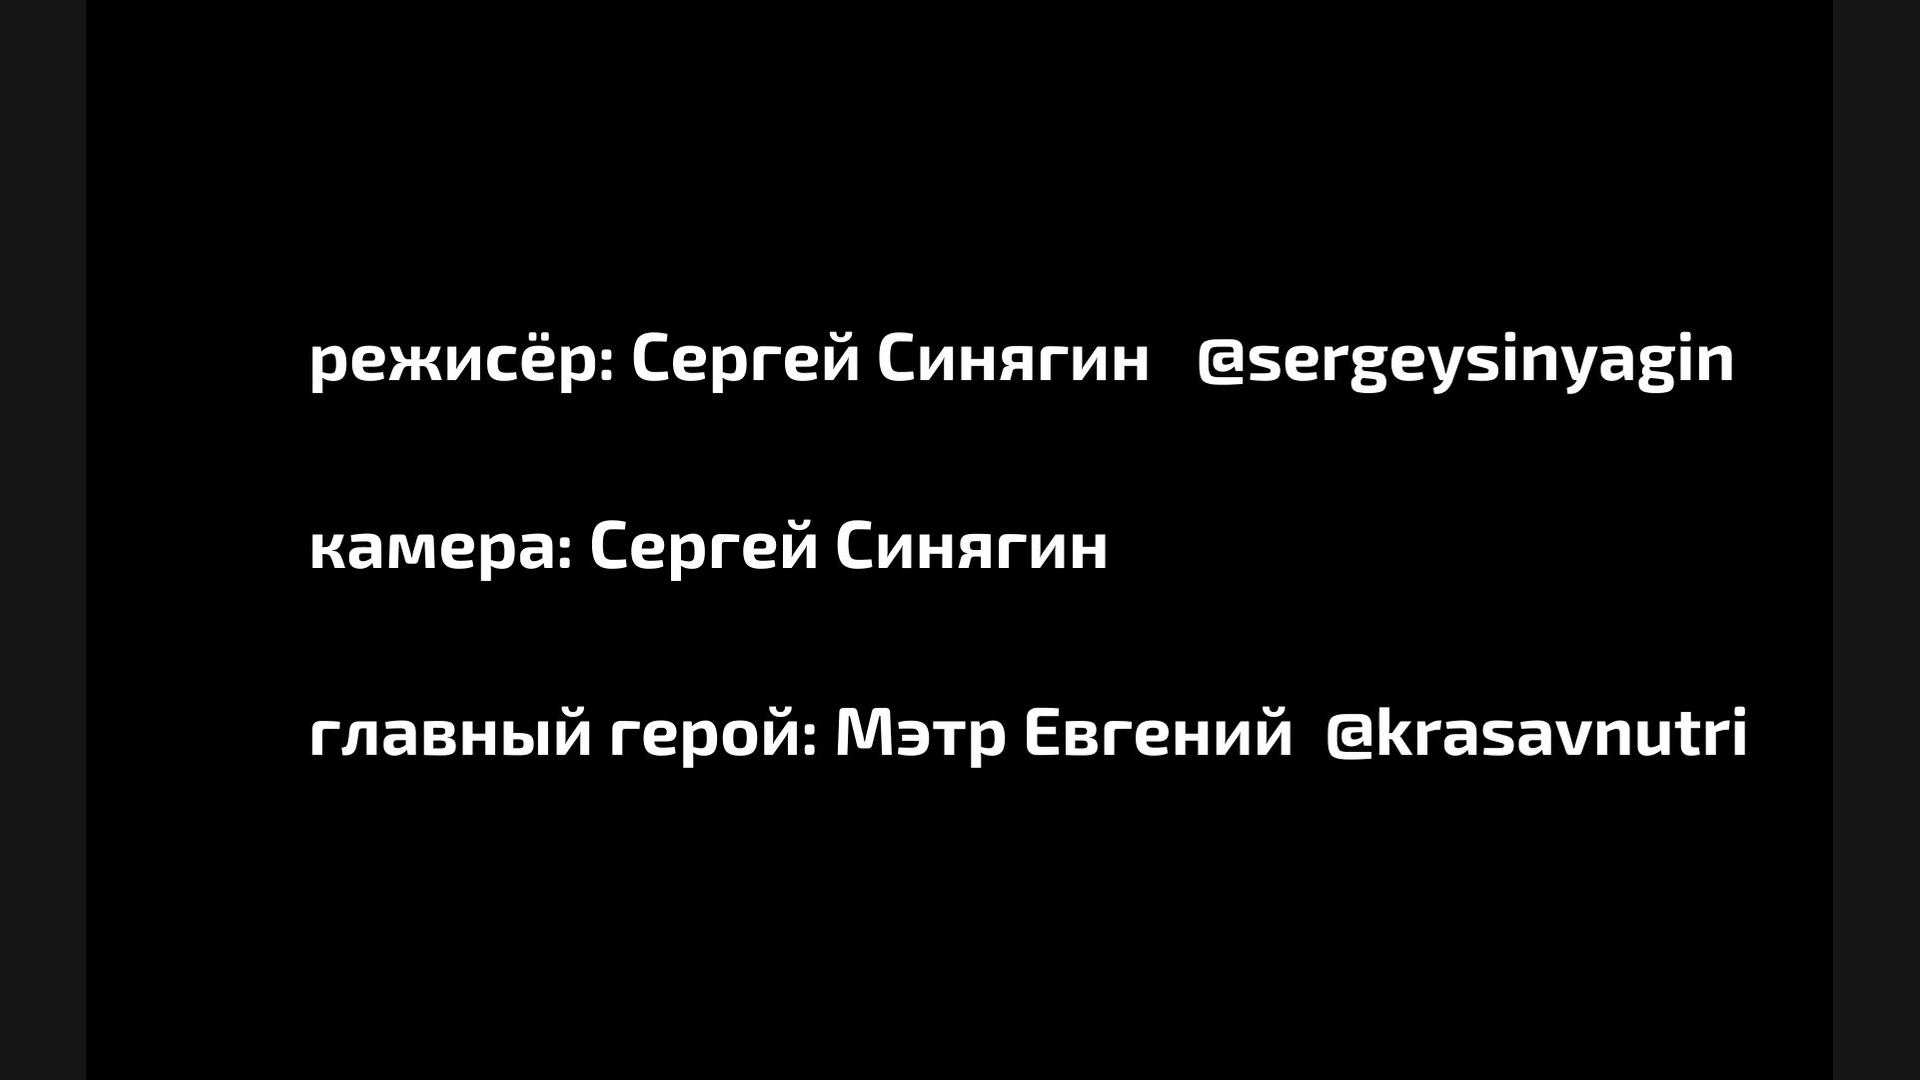 режисёр: Сергей Синягин @sergeysinyagin
камера: Сергей Синягин
главный герой: Мэтр Евгений @krasavnutri